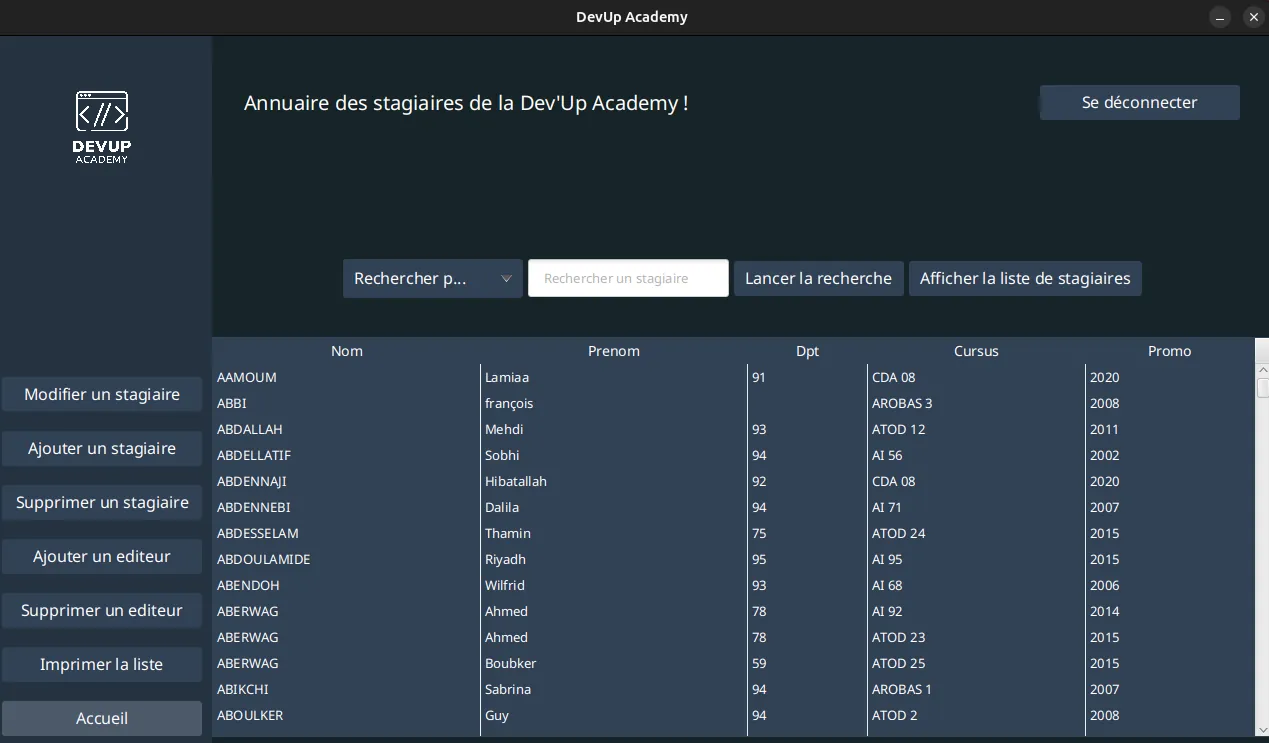 DevUp Academy
</>
DEVUP
ACADEMY
Annuaire des stagiaires de la Dev'Up Academy !
Se déconnecter
Rechercher p... Rechercher un stagiaire Lancer la recherche Afficher la liste de stagiaires
Modifier un stagiaire
Ajouter un stagiaire
Supprimer un stagiaire
Ajouter un editeur
Supprimer un editeur
Imprimer la liste
Accueil
Nom Prenom Dpt Cursus Promo
AAMOUM Lamiaa 91 CDA 08 2020
ABBI françois AROBAS 3 2008
ABDALLAH Mehdi 93 ATOD 12 2011
ABDELLATIF Sobhi 94 AI 56 2002
ABDENNAJI Hibatallah 92 CDA 08 2020
ABDENNEBI Dalila 94 AI 71 2007
ABDESSELAM Thamin 75 ATOD 24 2015
ABDOULAMIDE Riyadh 95 AI 95 2015
ABENDOH Wilfrid 93 AI 68 2006
ABERWAG Ahmed 78 AI 92 2014
ABERWAG Ahmed 78 ATOD 23 2015
ABERWAG Boubker 59 ATOD 25 2015
ABIKCHI Sabrina 94 AROBAS 1 2007
ABOULKER Guy 94 ATOD 2 2008